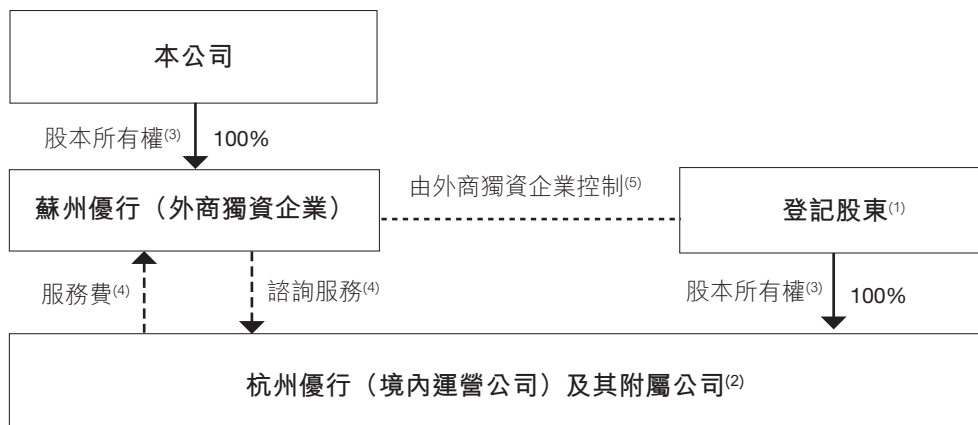 本公司
股本所有權(3) 100%
蘇州優行（外商獨資企業）
由外商獨資企業控制(5)
登記股東(1)
服務費(4)
諮詢服務(4)
股本所有權(3) 100%
杭州優行（境內運營公司）及其附屬公司(2)